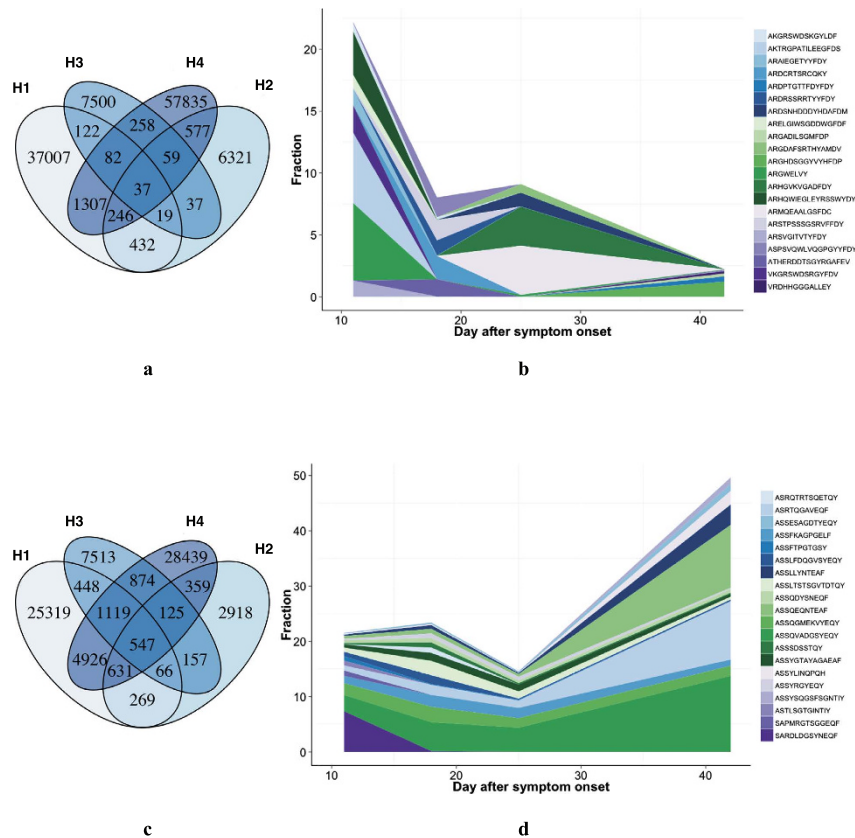 H3 H4
H1 H2
7500 57835
122 258 577
37007 82 59 6321
37
1307 246 19 37
432
a
Fraction
20
15
10
5
0
10 20 30 40
Day after symptom onset
AKGRSWDSKGYLDF
AKTRGPATILEEGFDS
ARAIEGETYYFDY
ARDCRTSRCQKY
ARDPTGTTFDYFDY
ARDRSSRRTYYFDY
ARDSNHDDDYHDAFDM
ARELGIWSGDDWGFDF
ARGADILSGMFDP
ARGDAFSRTHYAMDV
ARGHDSGGYVYHFDP
ARGWELVY
ARHGVKVGADFDY
ARHQWIEGLEYRSSWYDY
ARMQEAALGSFDC
ARSTPSSSGSRVFFDY
ARSVGITVTYFDY
ASPSVQWLVQGPGYYFDY
ATHERDDTSGYRGAFEV
VKGRSWDSRGYFDV
VRDHHGGGALLEY
b
H3 H4
H1 H2
7513 28439
448 874 359
25319 1119 125 2918
547
4926 631 66 157
269
c
Fraction
50
40
30
20
10
0
10 20 30 40
Day after symptom onset
ASRQTRTSQETQY
ASRTQGAVEQF
ASSESAGDTYEQY
ASSFKAGPGELF
ASSFTPGTGSY
ASSLFDQGVSYEQY
ASSLLYNTEAF
ASSLTSTSGVTDTQY
ASSQDYSNEQF
ASSQEQNTEAF
ASSQGMEKVYEQY
ASSQVADGSYEQY
ASSSDSSTQY
ASSYGTAYAGAEAF
ASSYLINQPQH
ASSYRGYEQY
ASSYSQGSFSGNTIY
ASTLSGTGINTIY
SAPMRGTSGGEQF
SARDLDGSYNEQF
d